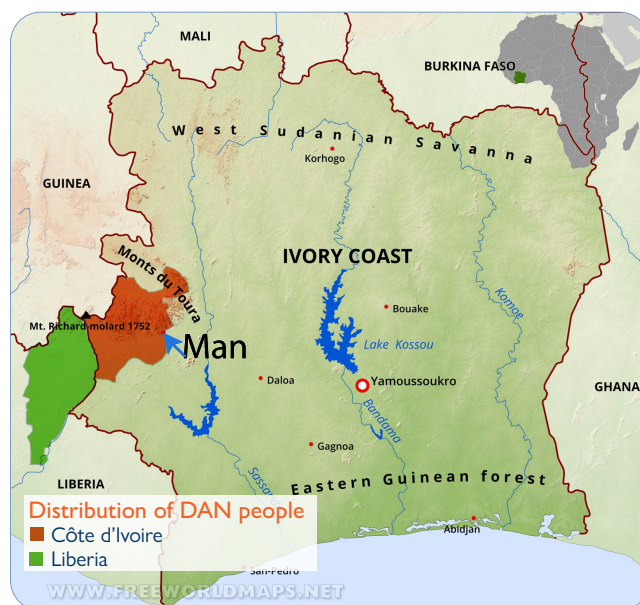 MALI
BURKINA FASO
West Sudanian Savanna
Korhogo
GUINEA
Monts du Toura
IVORY COAST
Komoe
Bouake
Mt. Richard-molard 1752
Man
Lake Kossou
Daloa
Yamoussoukro
GHANA
Bandama
Gagnoa
LIBERIA
Sassan
Eastern Guinean forest
Distribution of DAN people
Côte d'Ivoire
Liberia
Abidjan
San-Pedro
WWW.FREEWORLDMAPS.NET